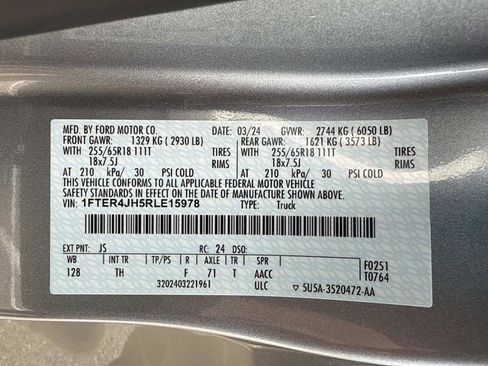 MFD. BY FORD MOTOR CO. DATE: 03/24 GVWR: 2744 KG ( 6050 LB)
FRONT GAWR: 1329 KG ( 2930 LB) REAR GAWR: 1621 KG ( 3573 LB)
WITH 255/65R18 111T TIRES WITH 255/65R18 111T TIRES
18x7.5J RIMS 18x7.5J RIMS
AT 210 kPa/ 30 PSI COLD AT 210 kPa/ 30 PSI COLD
THIS VEHICLE CONFORMS TO ALL APPLICABLE FEDERAL MOTOR VEHICLE
SAFETY STANDARDS IN EFFECT ON THE DATE OF MANUFACTURE SHOWN ABOVE.
VIN: 1FTER4JH5RLE15978 TYPE: Truck
EXT PNT: JS RC: 24 DSO:
WB INT TR TP/PS R AXLE TR SPR F0251
128 TH F 71 T AACC T0764
3202403221961 ULC ▽ 5U5A-3520472-AA